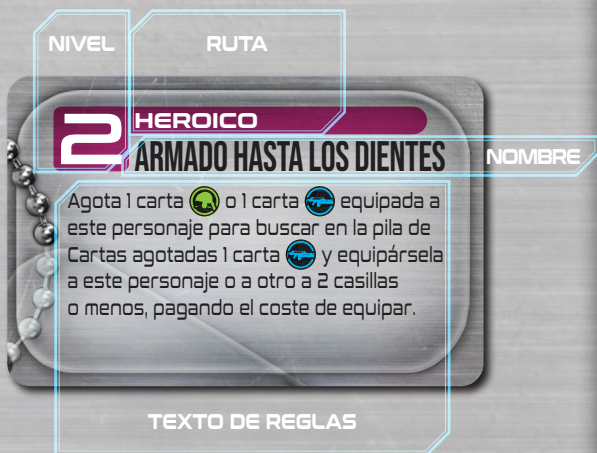 NIVEL
RUTA
2
HEROICO
ARMADO HASTA LOS DIENTES
NOMBRE
Agota 1 carta o 1 carta equipada a
este personaje para buscar en la pila de
Cartas agotadas 1 carta y equipársela
a este personaje o a otro a 2 casillas
o menos, pagando el coste de equipar.
TEXTO DE REGLAS